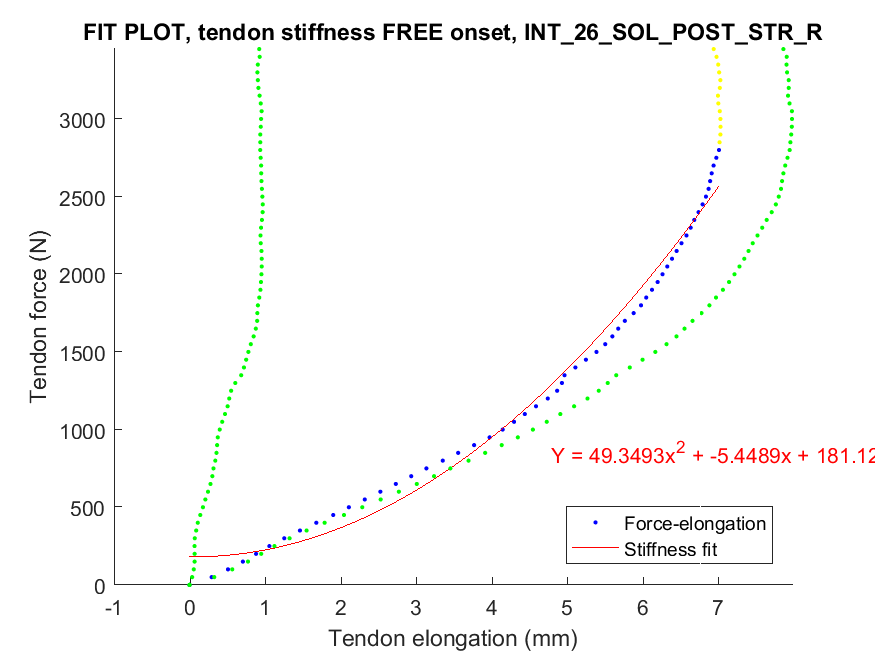 FIT PLOT, tendon stiffness FREE onset, INT_26_SOL_POST_STR_R
3000
2500
2000
1500
1000
500
0
Tendon force (N)
Y = 49.3493x² + -5.4489x + 181.12
Force-elongation
Stiffness fit
-1 0 1 2 3 4 5 6 7
Tendon elongation (mm)